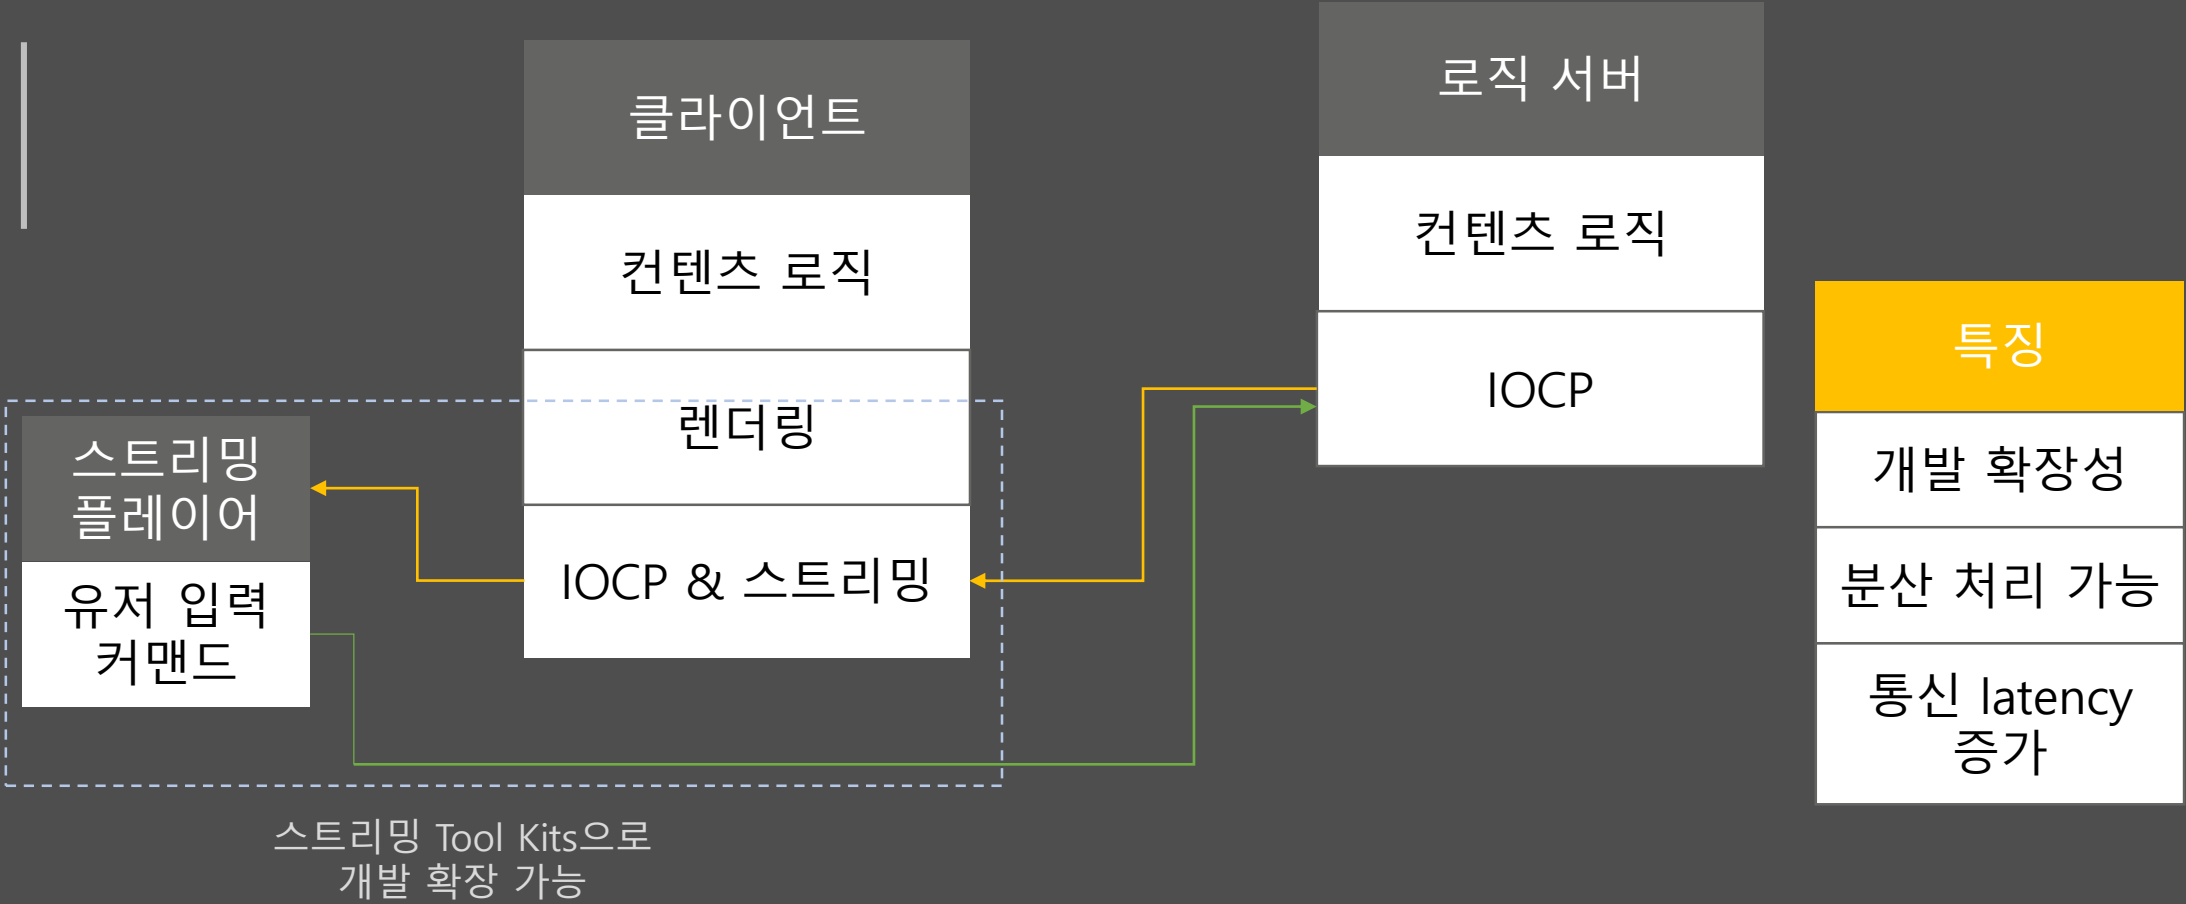 클라이언트
컨텐츠 로직
렌더링
IOCP & 스트리밍
로직 서버
컨텐츠 로직
IOCP
스트리밍
플레이어
유저 입력
커맨드
특징
개발 확장성
분산 처리 가능
통신 latency
증가
스트리밍 Tool Kits으로
개발 확장 가능